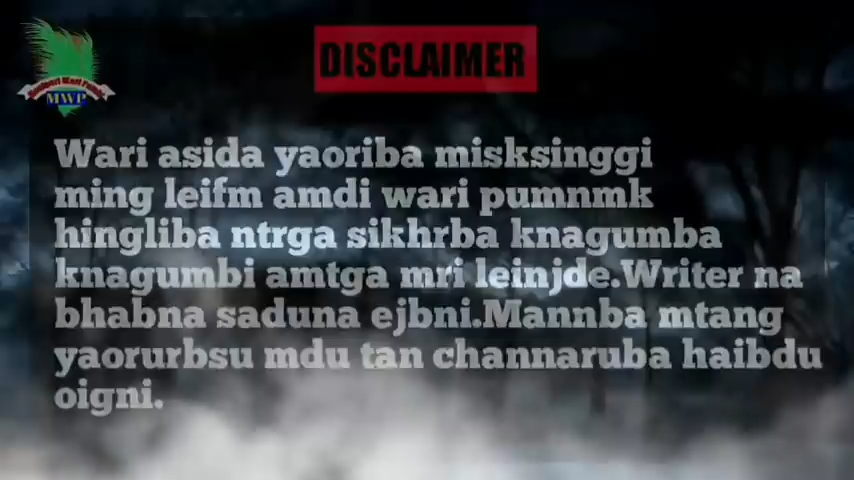 DISCLAIMER
MWP
Wari asida yaoriba misksinggi
ming leifm amdi wari pumnmk
hingliba ntrga sikhrba knagumba
knagumbi amtga mri leinjde.Writer na
bhabna saduna ejbni.Mannba mtang
yaorurbsu mdu tan channaruba haibdu
oigni.